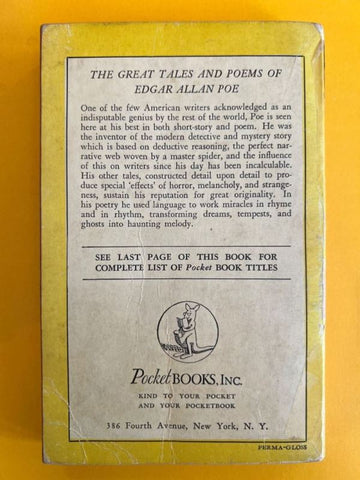 THE GREAT TALES AND POEMS OF
EDGAR ALLAN POE
One of the few American writers acknowledged as an
indisputable genius by the rest of the world, Poe is seen
here at his best in both short-story and poem. He was
the inventor of the modern detective and mystery story
which is based on deductive reasoning, the perfect nar-
rative web woven by a master spider, and the influence
of this on writers since his day has been incalculable.
His other tales, constructed detail upon detail to pro-
duce special 'effects' of horror, melancholy, and strange-
ness, sustain his reputation for great originality. In
his poetry he used language to work miracles in rhyme
and in rhythm, transforming dreams, tempests, and
ghosts into haunting melody.
SEE LAST PAGE OF THIS BOOK FOR
COMPLETE LIST OF Pocket BOOK TITLES
Pocket BOOKS, INC.
KIND TO YOUR POCKET
AND YOUR POCKETBOOK
386 Fourth Avenue, New York, N. Y.
PERMA-GLOSS